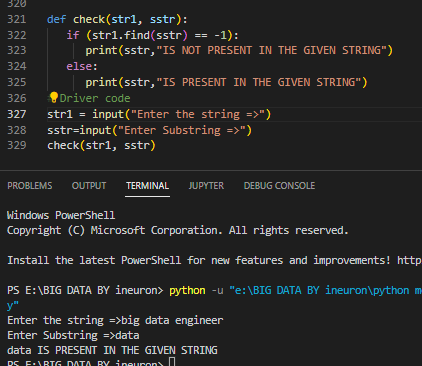 320
321 def check(str1, sstr):
322 if (str1.find(sstr) == -1):
323 print(sstr,"IS NOT PRESENT IN THE GIVEN STRING")
324 else:
325 print(sstr,"IS PRESENT IN THE GIVEN STRING")
326 Driver code
327 str1 = input("Enter the string =>")
328 sstr=input("Enter Substring =>")
329 check(str1, sstr)
PROBLEMS OUTPUT TERMINAL JUPYTER DEBUG CONSOLE
Windows PowerShell
Copyright (C) Microsoft Corporation. All rights reserved.
Install the latest PowerShell for new features and improvements! http
PS E:\BIG DATA BY ineuron> python -u "e:\BIG DATA BY ineuron\python m
y"
Enter the string =>big data engineer
Enter Substring =>data
data IS PRESENT IN THE GIVEN STRING
PS E:\BIG DATA BY ineuron>